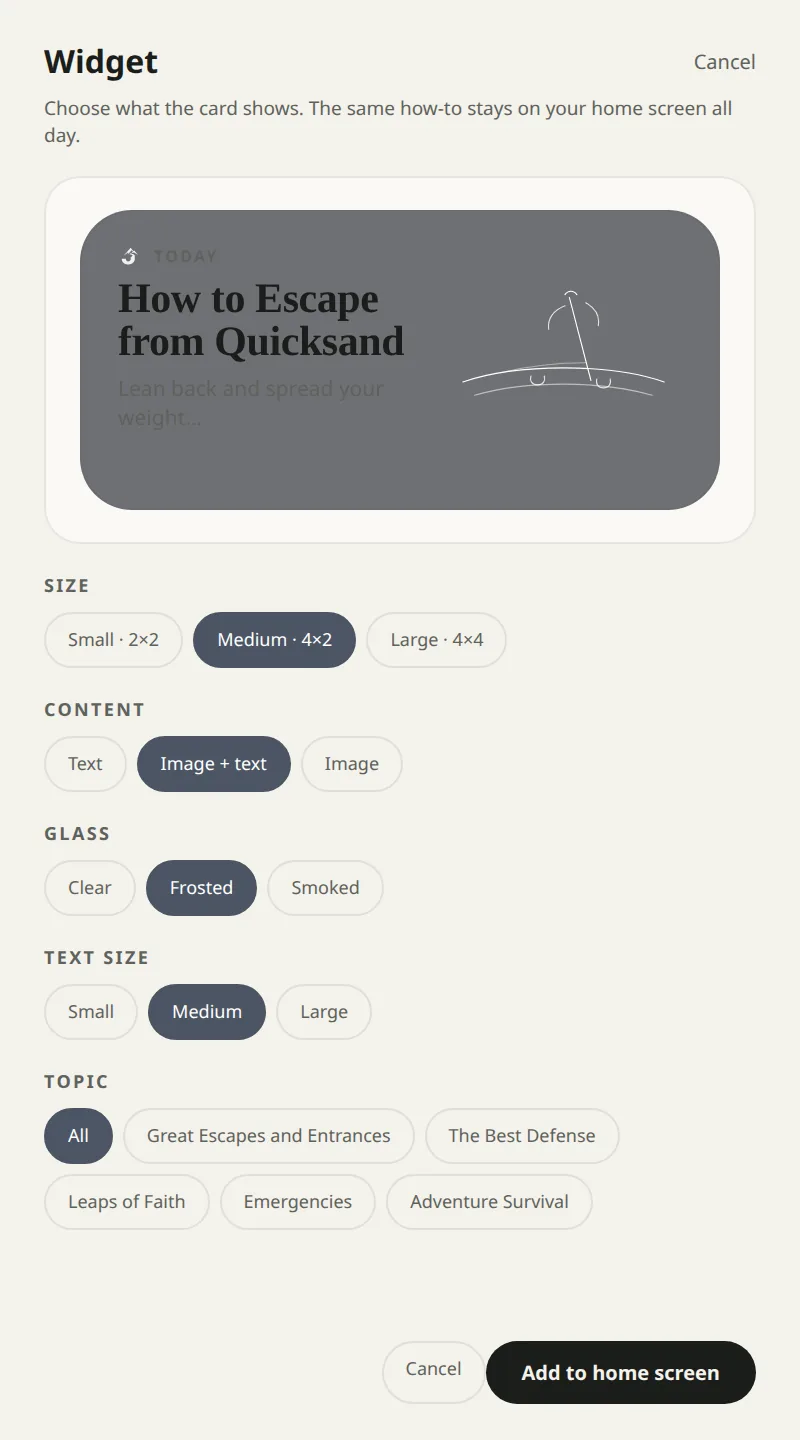 Widget
Cancel
Choose what the card shows. The same how-to stays on your home screen all
day.
TODAY
How to Escape
from Quicksand
Lean back and spread your
weight...
SIZE
Small · 2×2
Medium · 4×2
Large · 4×4
CONTENT
Text
Image + text
Image
GLASS
Clear
Frosted
Smoked
TEXT SIZE
Small
Medium
Large
TOPIC
All
Great Escapes and Entrances
The Best Defense
Leaps of Faith
Emergencies
Adventure Survival
Cancel
Add to home screen